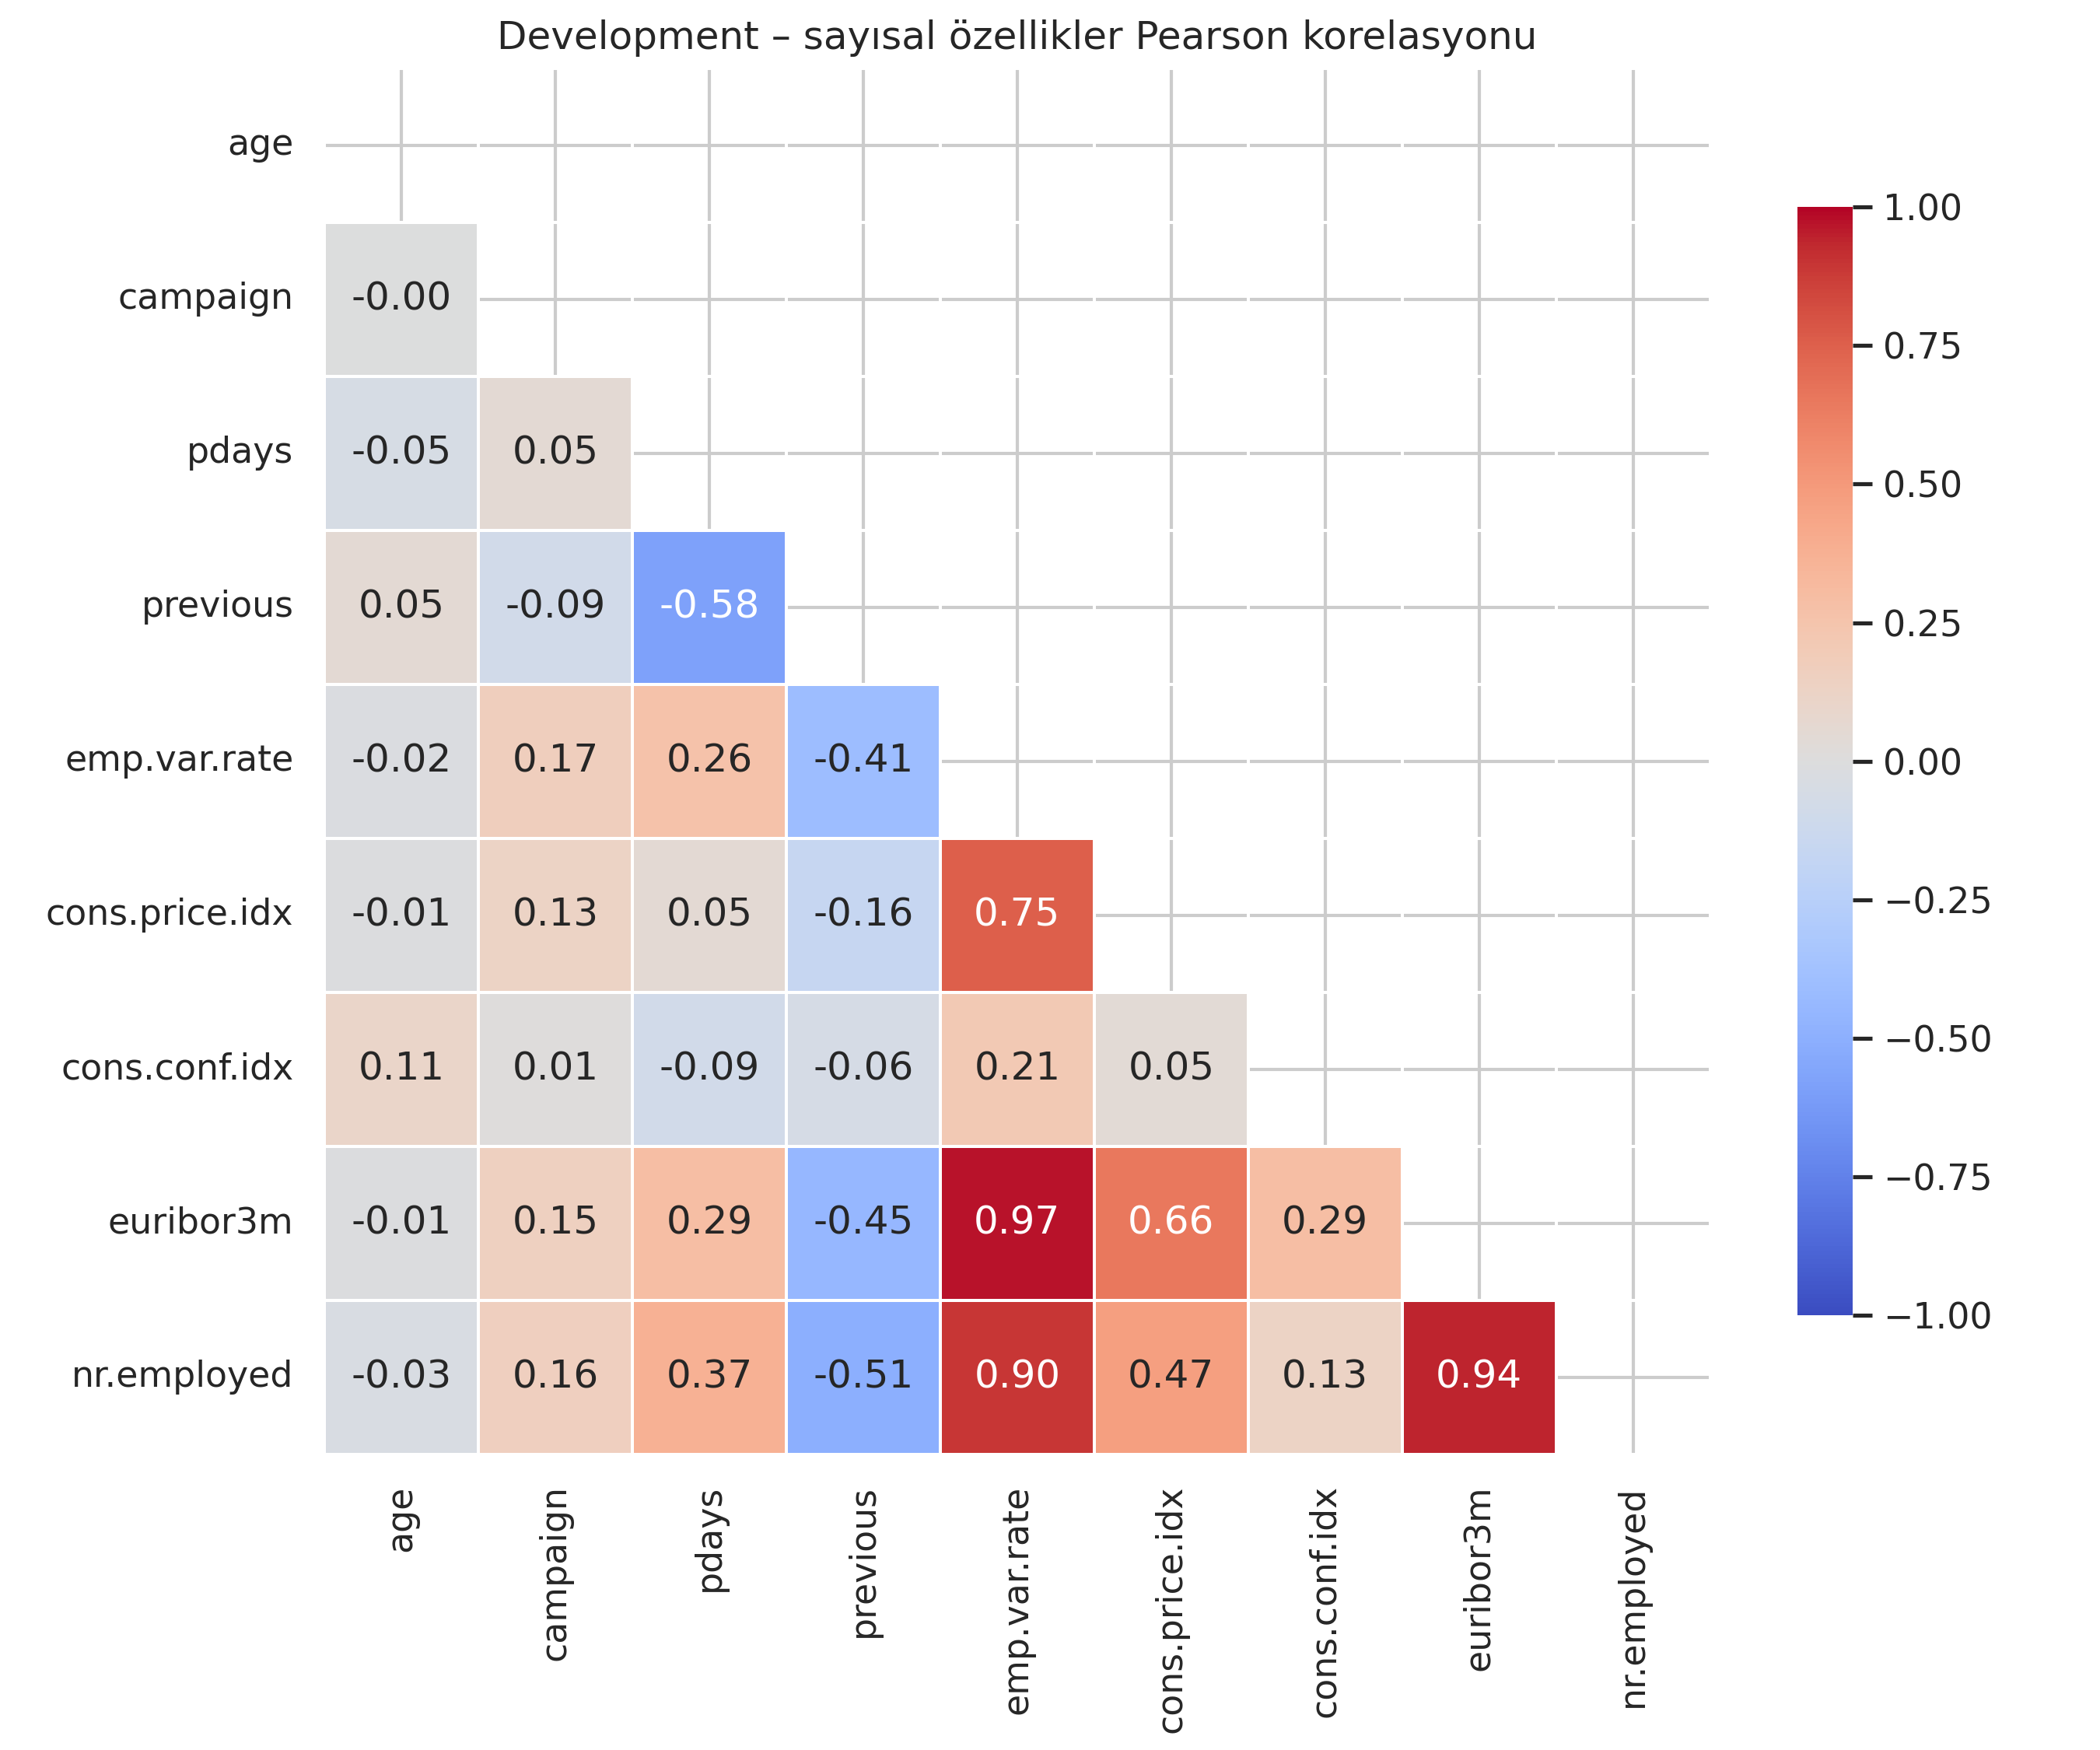 Development – sayısal özellikler Pearson korelasyonu
age
campaign -0.00
pdays -0.05 0.05
previous 0.05 -0.09 -0.58
emp.var.rate -0.02 0.17 0.26 -0.41
cons.price.idx -0.01 0.13 0.05 -0.16 0.75
cons.conf.idx 0.11 0.01 -0.09 -0.06 0.21 0.05
euribor3m -0.01 0.15 0.29 -0.45 0.97 0.66 0.29
nr.employed -0.03 0.16 0.37 -0.51 0.90 0.47 0.13 0.94
age campaign pdays previous emp.var.rate cons.price.idx cons.conf.idx euribor3m nr.employed
1.00
0.75
0.50
0.25
0.00
−0.25
−0.50
−0.75
−1.00